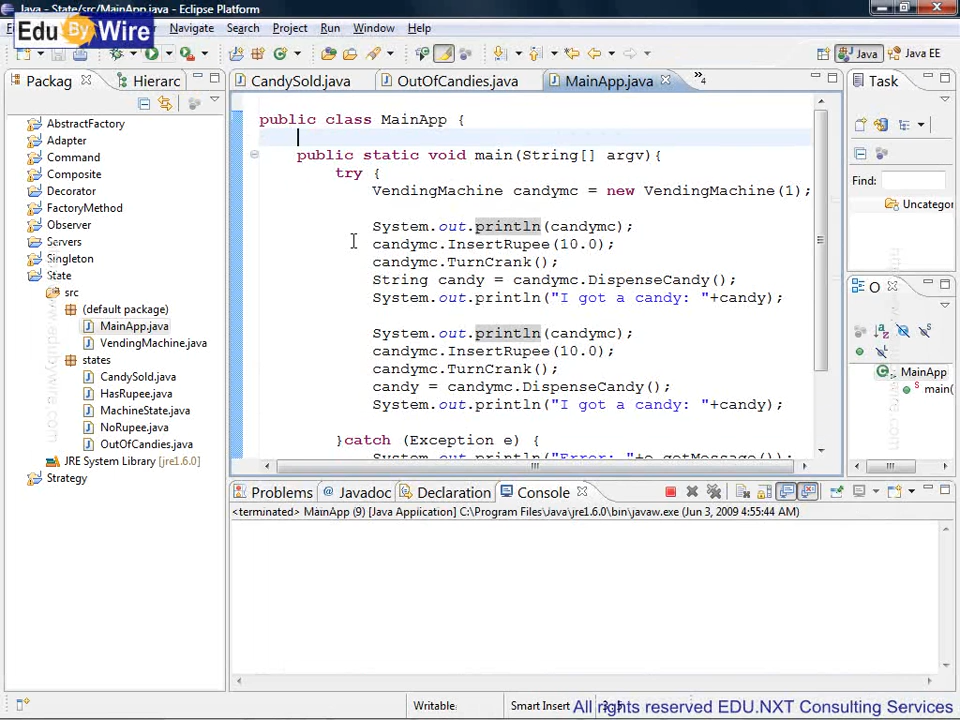 Java - State/src/MainApp.java - Eclipse Platform
Edu By Wire
Navigate Search Project Run Window Help
Java Java EE
Packag Hierarc
CandySold.java OutOfCandies.java MainApp.java »4
Task
AbstractFactory
Adapter
Command
Composite
Decorator
FactoryMethod
Observer
Servers
Singleton
State
src
(default package)
MainApp.java
VendingMachine.java
states
CandySold.java
HasRupee.java
MachineState.java
NoRupee.java
OutOfCandies.java
JRE System Library [jre1.6.0]
Strategy
public class MainApp {
public static void main(String[] argv){
try {
VendingMachine candymc = new VendingMachine(1);
System.out.println(candymc);
candymc.InsertRupee(10.0);
candymc.TurnCrank();
String candy = candymc.DispenseCandy();
System.out.println("I got a candy: "+candy);
System.out.println(candymc);
candymc.InsertRupee(10.0);
candymc.TurnCrank();
candy = candymc.DispenseCandy();
System.out.println("I got a candy: "+candy);
}catch (Exception e) {
System.out.println("Error: "+e.getMessage());
Find:
Uncategor
O
MainApp
main(
Problems Javadoc Declaration Console
<terminated> MainApp (9) [Java Application] C:\Program Files\Java\jre1.6.0\bin\javaw.exe (Jun 3, 2009 4:55:44 AM)
Writable Smart Insert
All rights reserved EDU.NXT Consulting Services